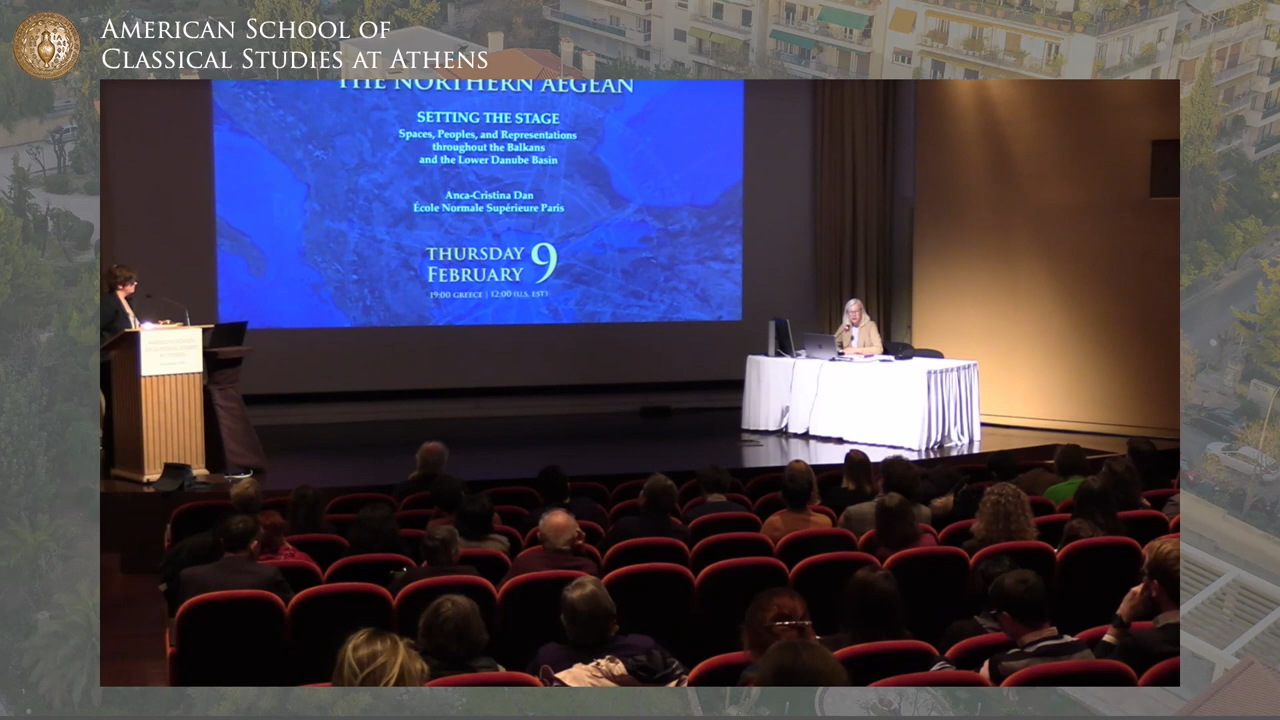 AMERICAN SCHOOL OF
CLASSICAL STUDIES AT ATHENS
THE NORTHERN AEGEAN
SETTING THE STAGE
Spaces, Peoples, and Representations
throughout the Balkans
and the Lower Danube Basin
Anca-Cristina Dan
École Normale Supérieure Paris
THURSDAY 9
FEBRUARY
19:00 GREECE | 12:00 (U.S. EST)